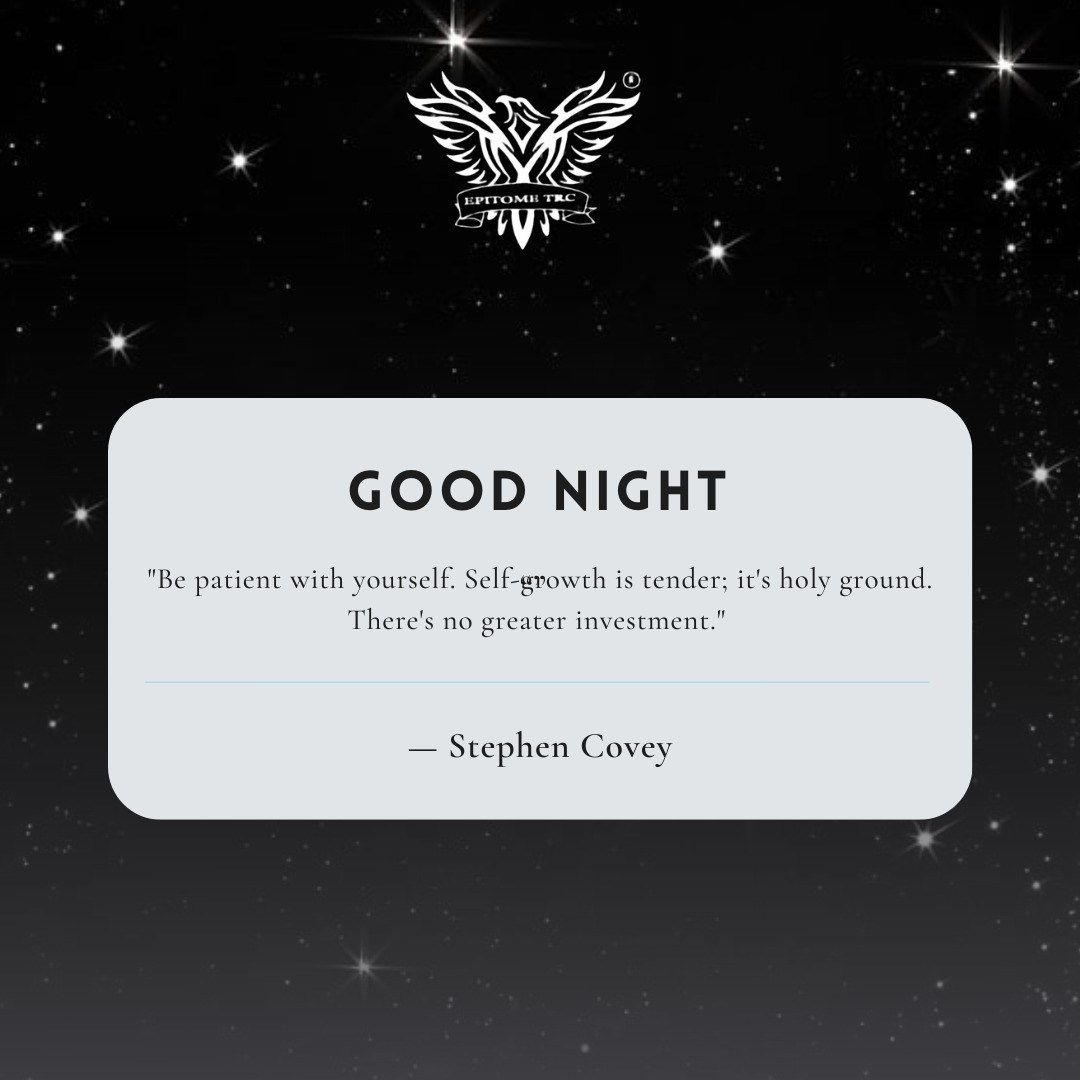 ®
EPITOME TRC
GOOD NIGHT
"Be patient with yourself. Self-growth is tender; it's holy ground.
There's no greater investment."
— Stephen Covey